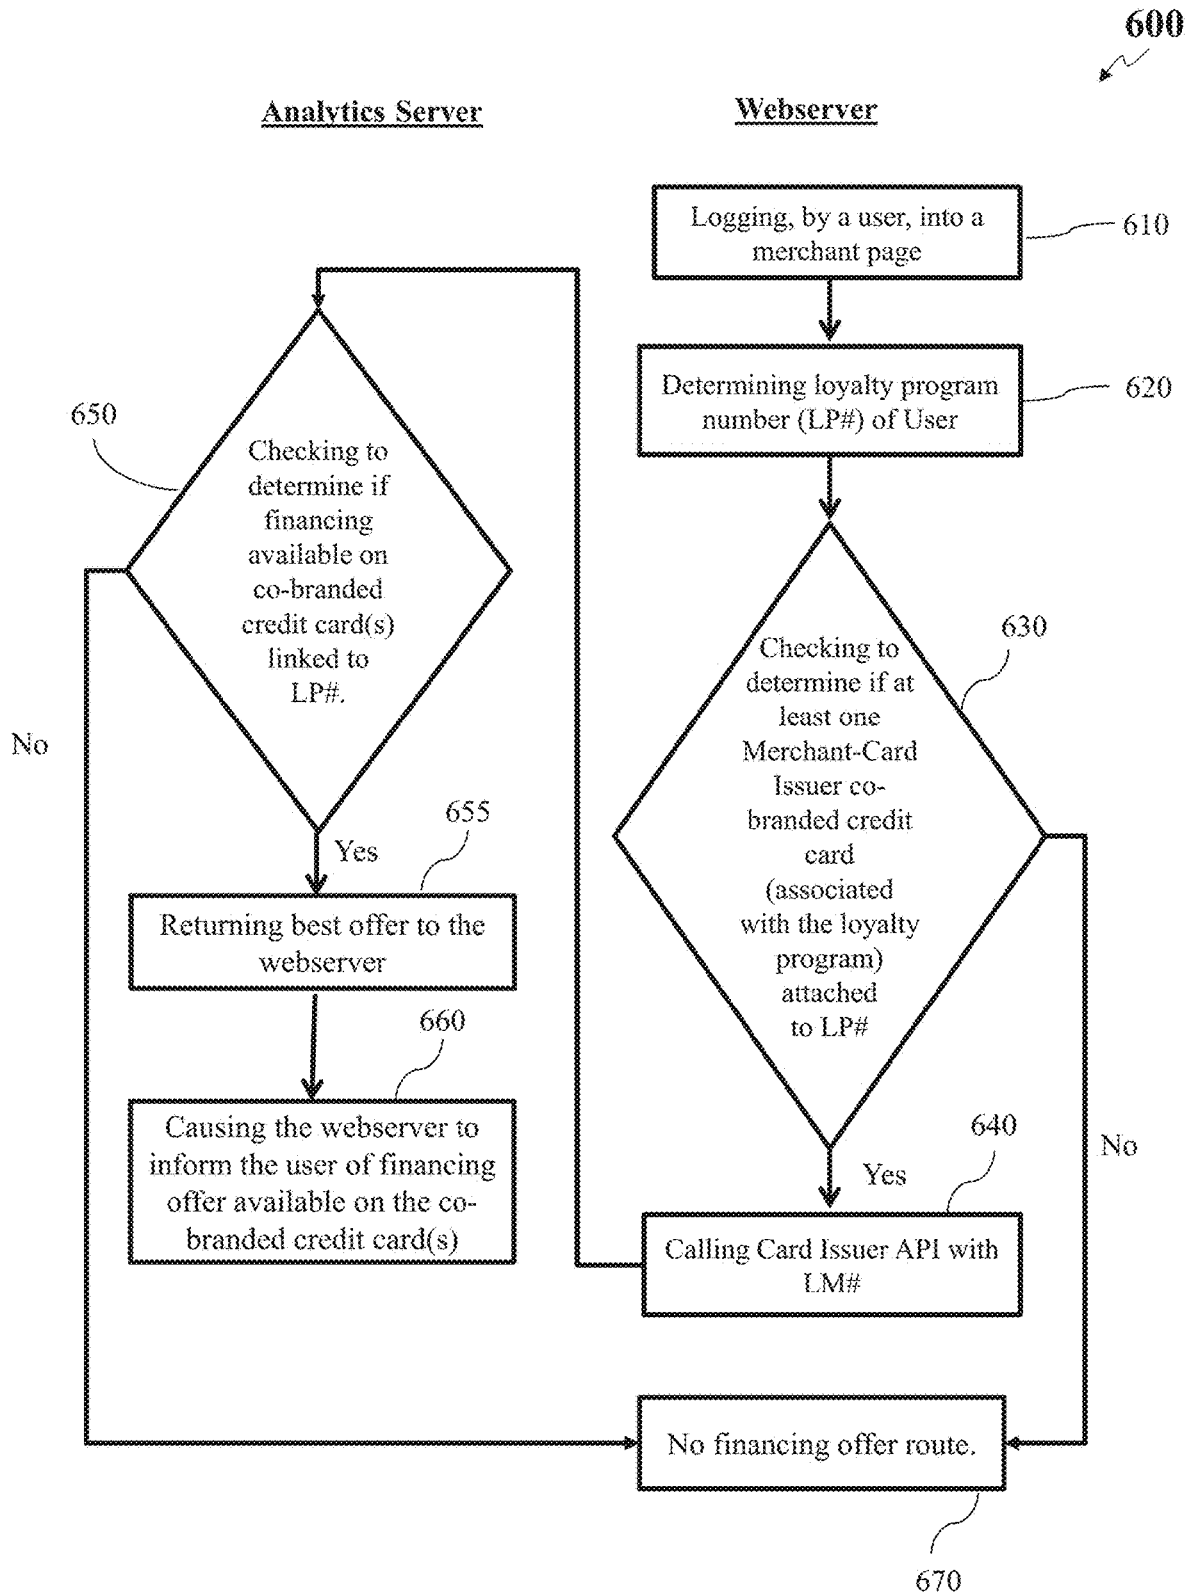 600
Analytics Server
Webserver
Logging, by a user, into a
merchant page
610
Determining loyalty program
number (LP#) of User
620
650
Checking to
determine if
financing
available on
co-branded
credit card(s)
linked to
LP#.
No
Yes
630
Checking to
determine if at
least one
Merchant-Card
Issuer co-
branded credit
card
(associated
with the loyalty
program)
attached
to LP#
No
Yes
640
Calling Card Issuer API with
LM#
655
Returning best offer to the
webserver
660
Causing the webserver to
inform the user of financing
offer available on the co-
branded credit card(s)
No financing offer route.
670